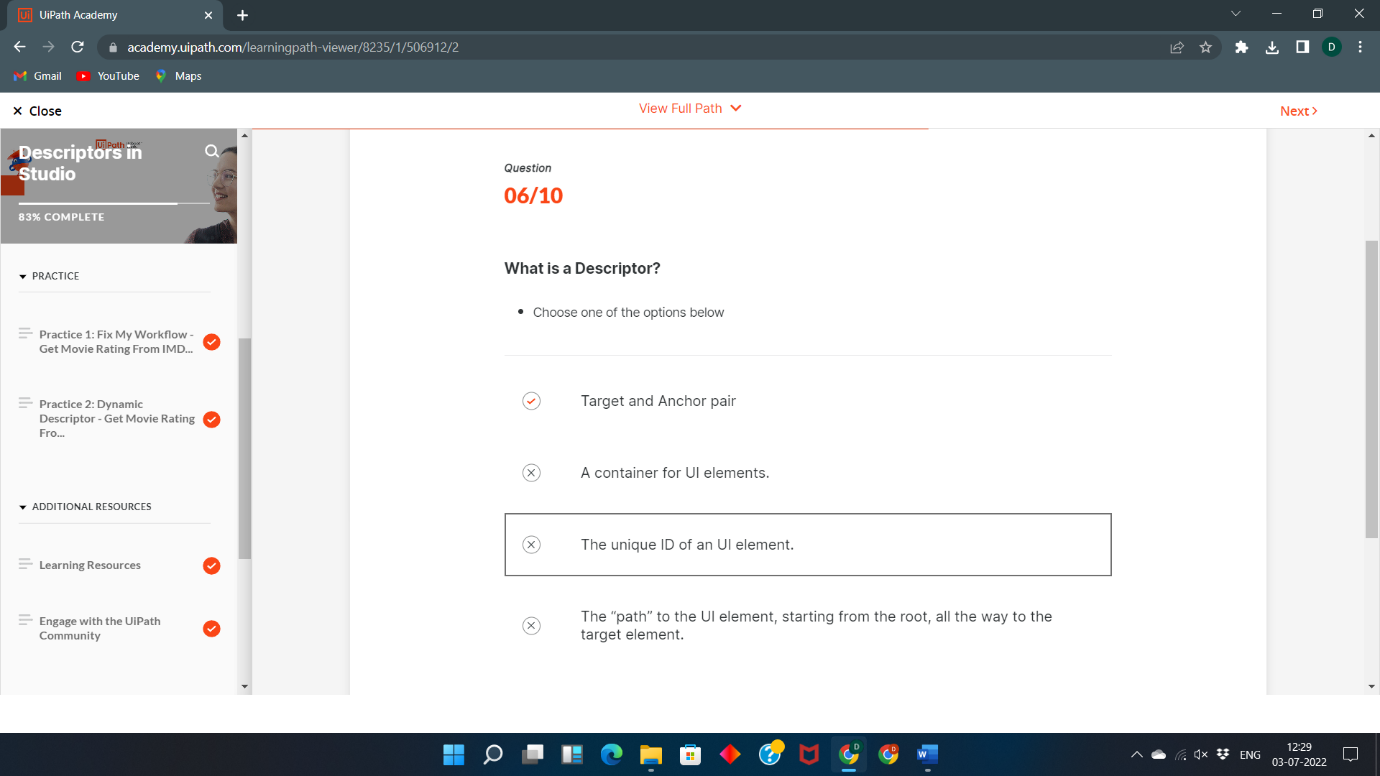 UiPath Academy
academy.uipath.com/learningpath-viewer/8235/1/506912/2
D
Gmail
YouTube
Maps
Close
View Full Path
Next
UiPath
Descriptors in
Studio
83% COMPLETE
PRACTICE
Practice 1: Fix My Workflow -
Get Movie Rating From IMD...
Practice 2: Dynamic
Descriptor - Get Movie Rating
Fro...
ADDITIONAL RESOURCES
Learning Resources
Engage with the UiPath
Community
Question
06/10
What is a Descriptor?
• Choose one of the options below
Target and Anchor pair
A container for UI elements.
The unique ID of an UI element.
The “path” to the UI element, starting from the root, all the way to the
target element.
ENG
12:29
03-07-2022